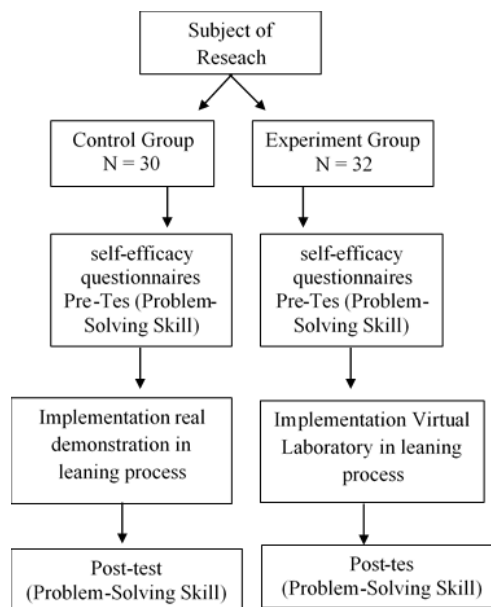 Subject of
Reseach
Control Group
N = 30
Experiment Group
N = 32
self-efficacy
questionnaires
Pre-Tes (Problem-
Solving Skill)
self-efficacy
questionnaires
Pre-Tes (Problem-
Solving Skill)
Implementation real
demonstration in
leaning process
Implementation Virtual
Laboratory in leaning
process
Post-test
(Problem-Solving Skill)
Post-tes
(Problem-Solving Skill)